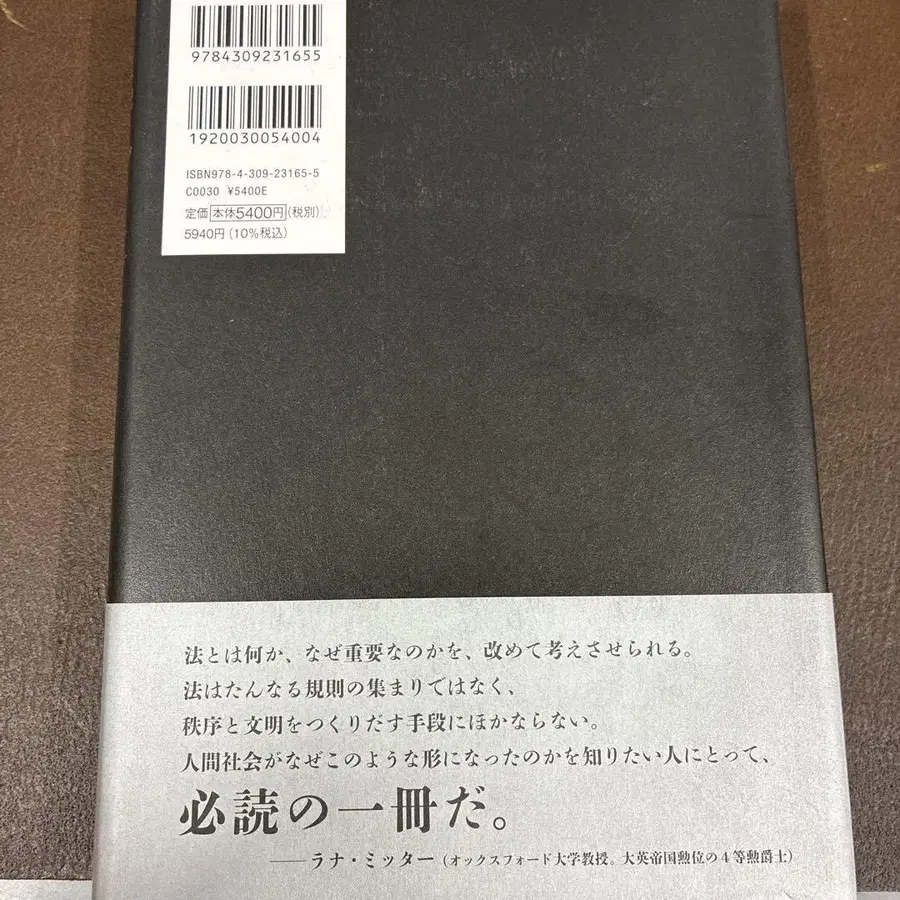 9784309231655
1920030054004
ISBN978-4-309-23165-5
C0030 ¥5400E
定価 本体5400円(税別)
5940円(10%税込)
法とは何か、なぜ重要なのかを、改めて考えさせられる。
法はたんなる規則の集まりではなく、
秩序と文明をつくりだす手段にほかならない。
人間社会がなぜこのような形になったのかを知りたい人にとって、
必読の一冊だ。
——ラナ・ミッター(オックスフォード大学教授。大英帝国勲位の4等勲爵士)